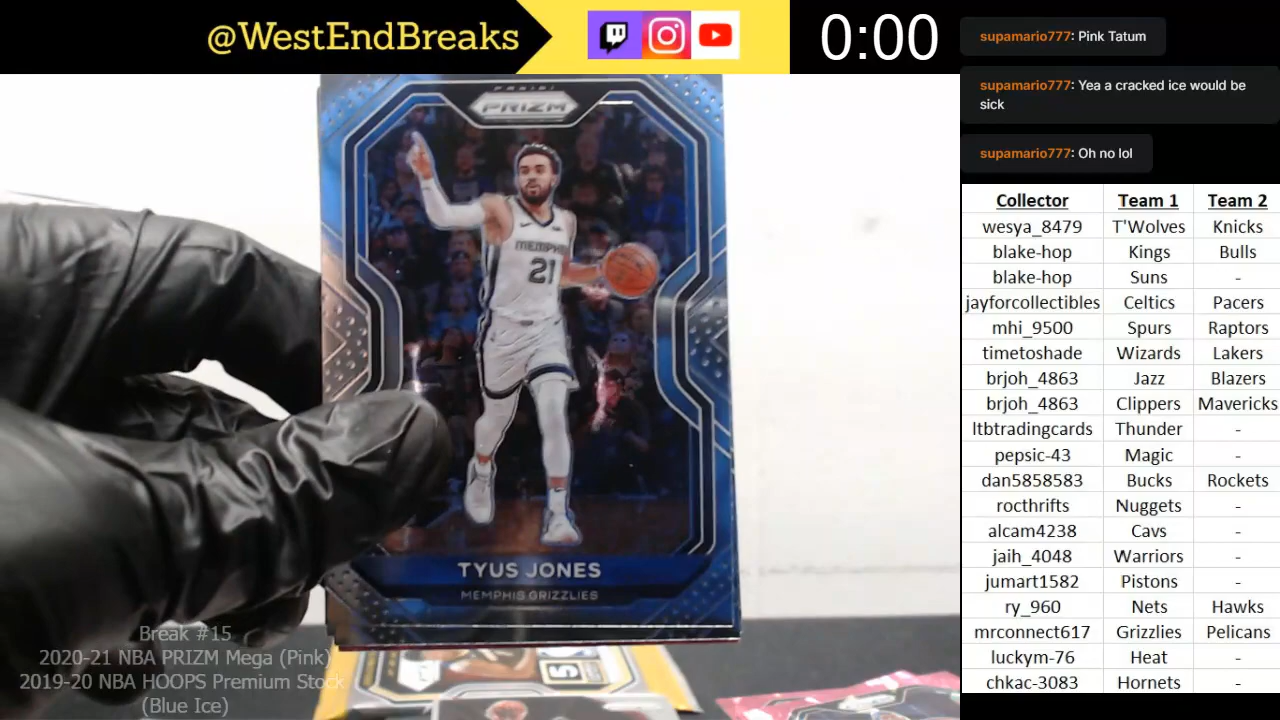 @WestEndBreaks
0:00
supamario777: Pink Tatum
supamario777: Yea a cracked ice would be
sick
supamario777: Oh no lol
PANINI
PRIZM
MEMPHIS
21
TYUS JONES
MEMPHIS GRIZZLIES
Break #15
2020-21 NBA PRIZM Mega (Pink)
2019-20 NBA HOOPS Premium Stock
(Blue Ice)
5
Collector Team 1 Team 2
wesya_8479 T'Wolves Knicks
blake-hop Kings Bulls
blake-hop Suns -
jayforcollectibles Celtics Pacers
mhi_9500 Spurs Raptors
timetoshade Wizards Lakers
brjoh_4863 Jazz Blazers
brjoh_4863 Clippers Mavericks
ltbtradingcards Thunder -
pepsic-43 Magic -
dan5858583 Bucks Rockets
rocthrifts Nuggets -
alcam4238 Cavs -
jaih_4048 Warriors -
jumart1582 Pistons -
ry_960 Nets Hawks
mrconnect617 Grizzlies Pelicans
luckym-76 Heat -
chkac-3083 Hornets -